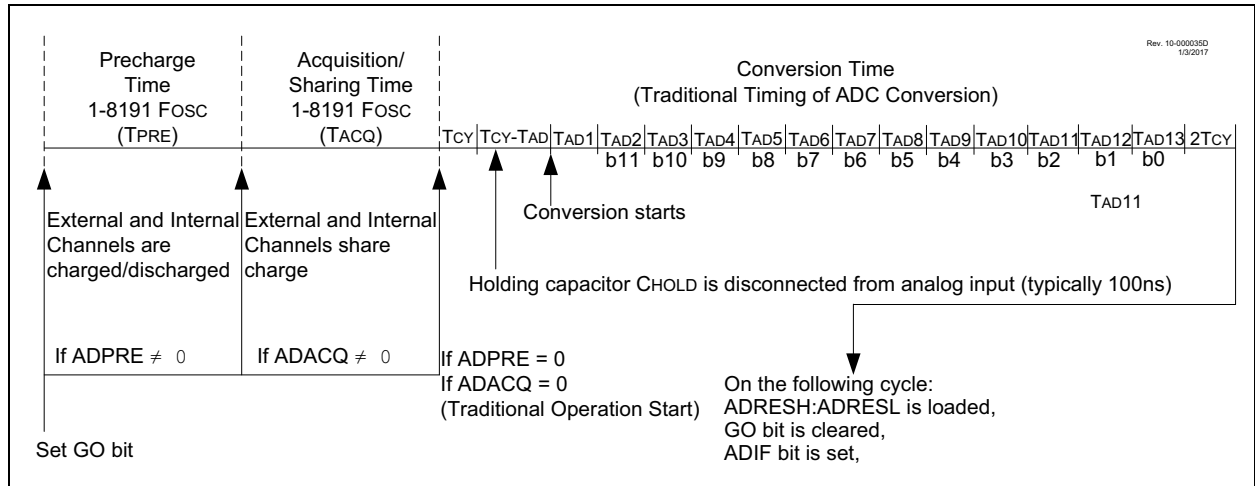 Rev. 10-000035D
1/3/2017
Precharge
Time
1-8191 FOSC
(TPRE)
Acquisition/
Sharing Time
1-8191 FOSC
(TACQ)
Conversion Time
(Traditional Timing of ADC Conversion)
TCY TCY-TAD TAD1 TAD2 TAD3 TAD4 TAD5 TAD6 TAD7 TAD8 TAD9 TAD10 TAD11 TAD12 TAD13 2TCY
b11 b10 b9 b8 b7 b6 b5 b4 b3 b2 b1 b0
TAD11
External and Internal
Channels are
charged/discharged
External and Internal
Channels share
charge
Conversion starts
Holding capacitor CHOLD is disconnected from analog input (typically 100ns)
If ADPRE ≠ 0
If ADACQ ≠ 0
If ADPRE = 0
If ADACQ = 0
(Traditional Operation Start)
On the following cycle:
ADRESH:ADRESL is loaded,
GO bit is cleared,
ADIF bit is set,
Set GO bit